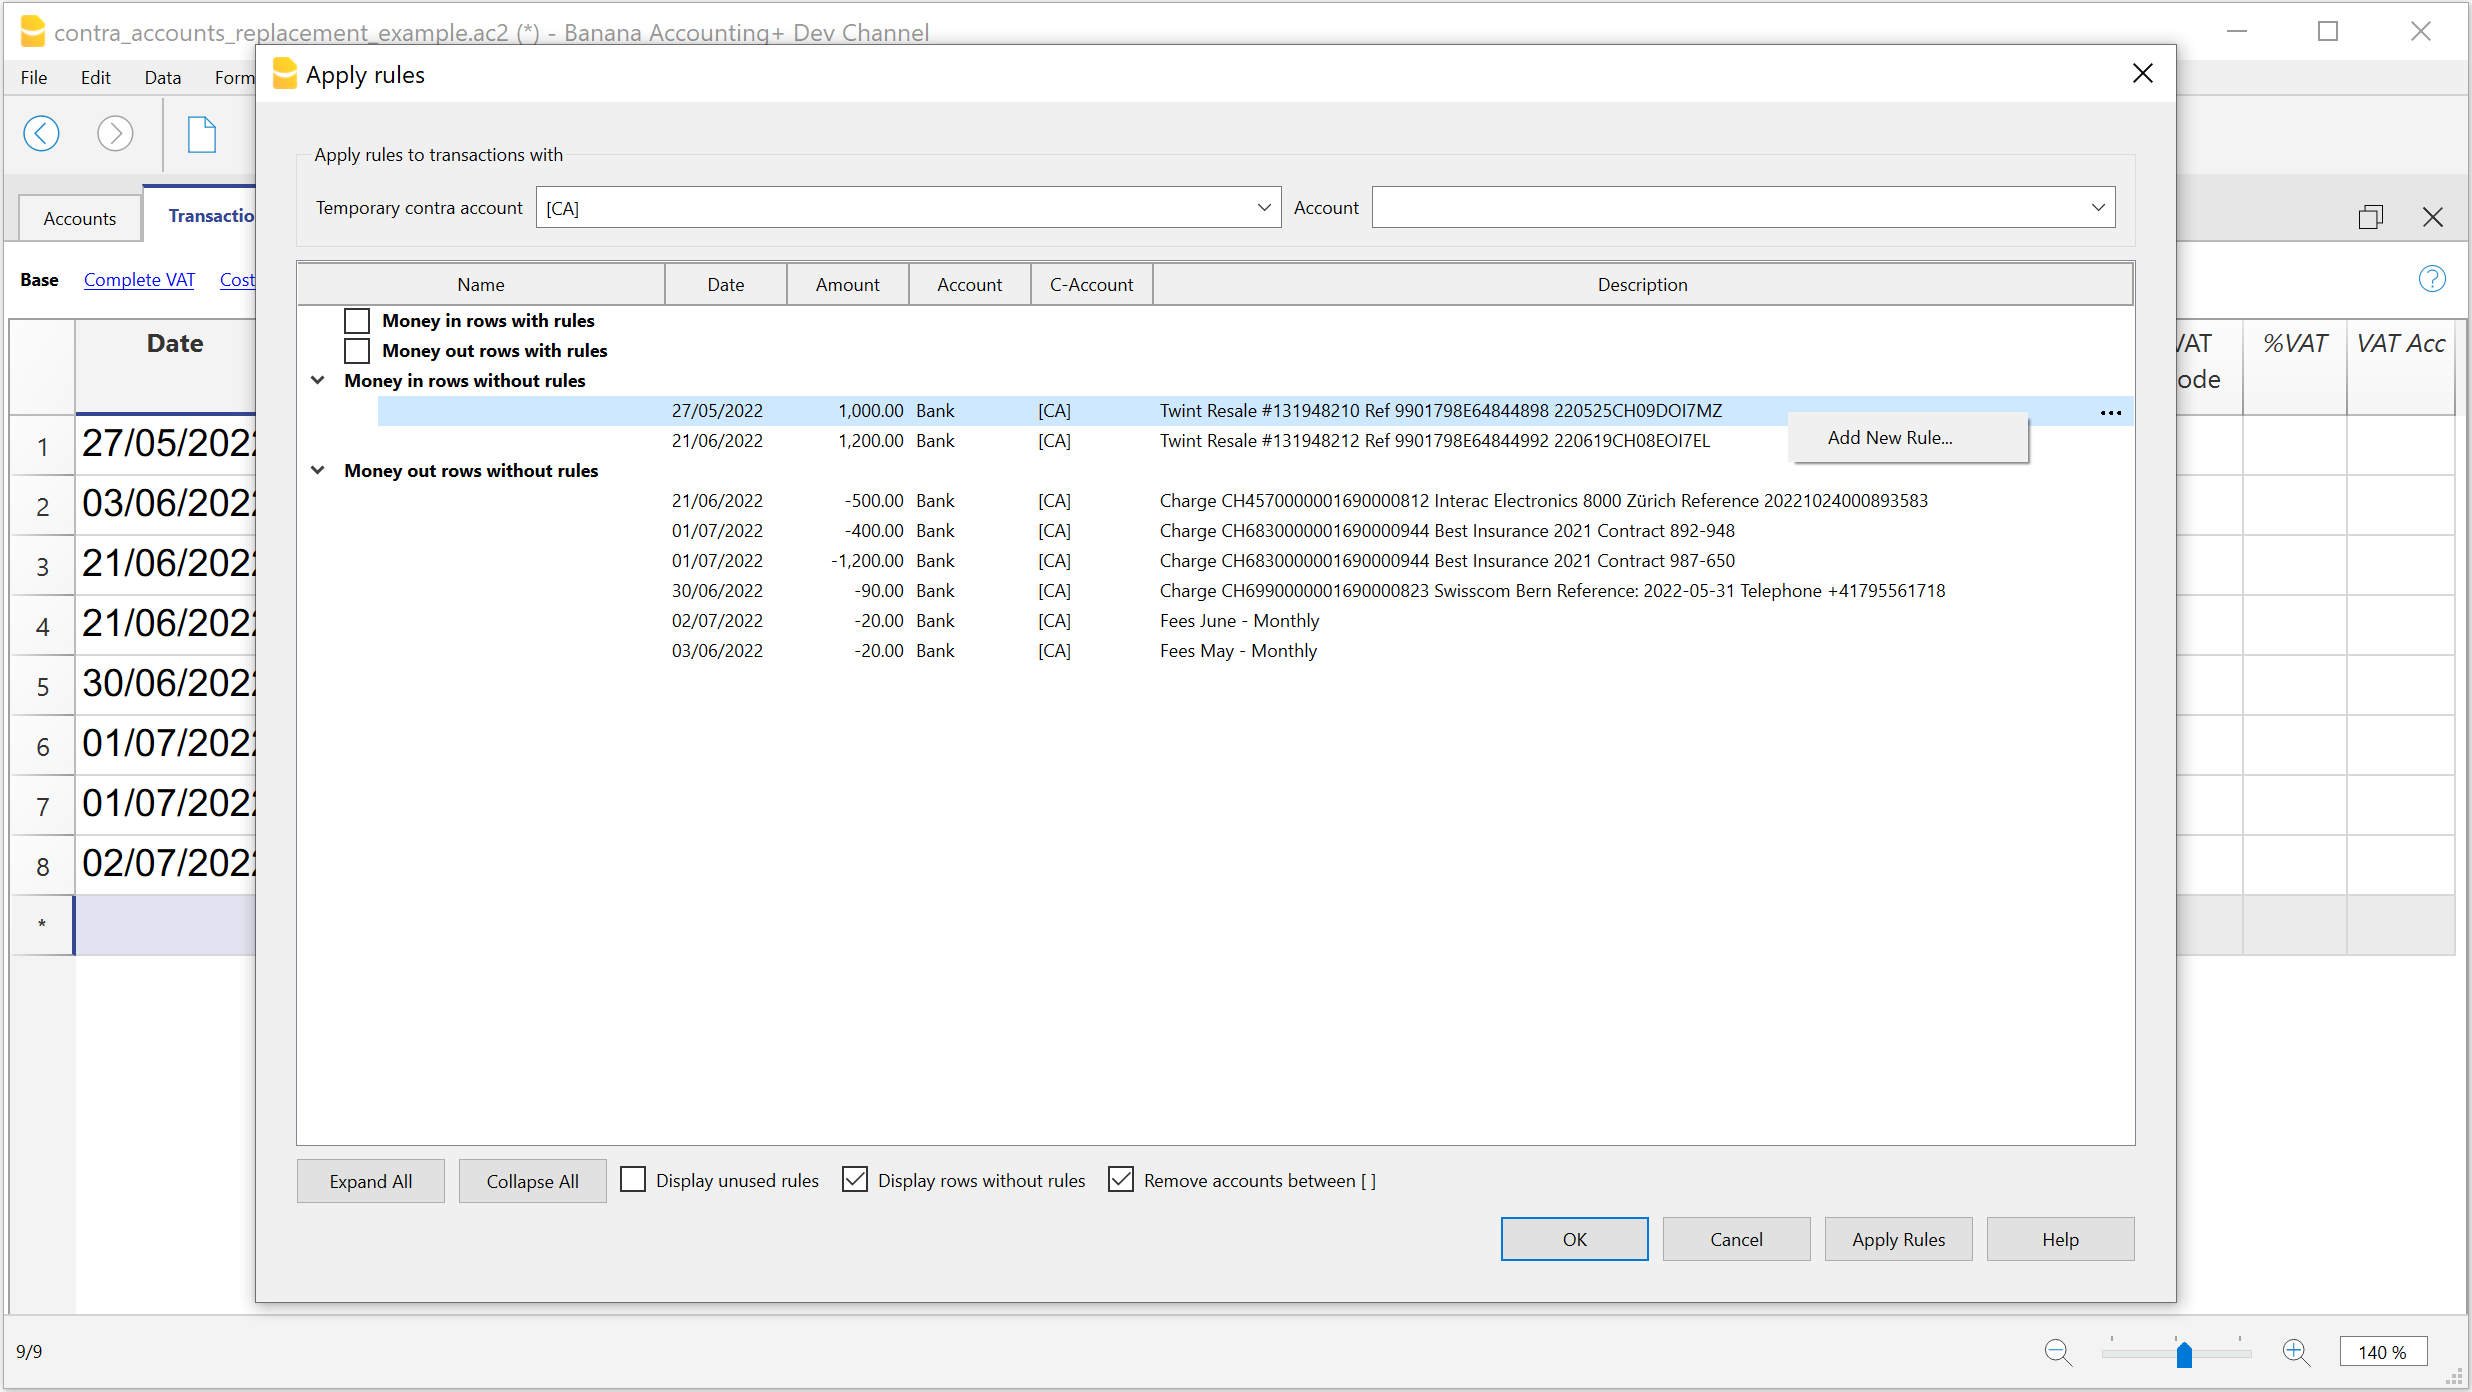 contra_accounts_replacement_example.ac2 (*) - Banana Accounting+ Dev Channel
File Edit Data Form
Apply rules
Apply rules to transactions with
Temporary contra account [CA] Account
Accounts Transactio
Base Complete VAT Cost
Name Date Amount Account C-Account Description
Money in rows with rules
Money out rows with rules
Money in rows without rules
27/05/2022 1,000.00 Bank [CA] Twint Resale #131948210 Ref 9901798E64844898 220525CH09DOI7MZ ...
21/06/2022 1,200.00 Bank [CA] Twint Resale #131948212 Ref 9901798E64844992 220619CH08EOI7EL
Add New Rule...
Money out rows without rules
21/06/2022 -500.00 Bank [CA] Charge CH4570000001690000812 Interac Electronics 8000 Zürich Reference 20221024000893583
01/07/2022 -400.00 Bank [CA] Charge CH6830000001690000944 Best Insurance 2021 Contract 892-948
01/07/2022 -1,200.00 Bank [CA] Charge CH6830000001690000944 Best Insurance 2021 Contract 987-650
30/06/2022 -90.00 Bank [CA] Charge CH6990000001690000823 Swisscom Bern Reference: 2022-05-31 Telephone +41795561718
02/07/2022 -20.00 Bank [CA] Fees June - Monthly
03/06/2022 -20.00 Bank [CA] Fees May - Monthly
Expand All Collapse All Display unused rules Display rows without rules Remove accounts between [ ]
OK Cancel Apply Rules Help
Date
VAT %VAT VAT Acc
ode
1 27/05/2022
2 03/06/2022
3 21/06/2022
4 21/06/2022
5 30/06/2022
6 01/07/2022
7 01/07/2022
8 02/07/2022
*
9/9
140 %